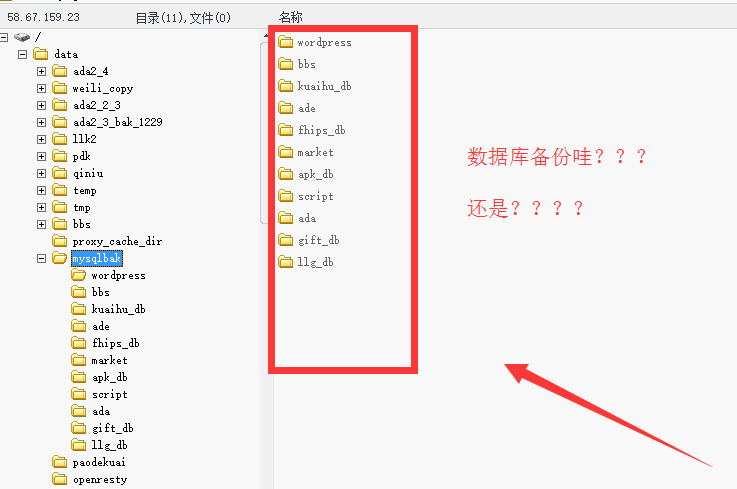 58.67.159.23
目录(11),文件(0)
名称
/
data
ada2_4
weili_copy
ada2_2_3
ada2_3_bak_1229
llk2
pdk
qiniu
temp
tmp
bbs
proxy_cache_dir
mysqlbak
wordpress
bbs
kuaihu_db
ade
fhips_db
market
apk_db
script
ada
gift_db
llg_db
paodekuai
openresty
wordpress
bbs
kuaihu_db
ade
fhips_db
market
apk_db
script
ada
gift_db
llg_db
数据库备份哇？？？
还是？？？？